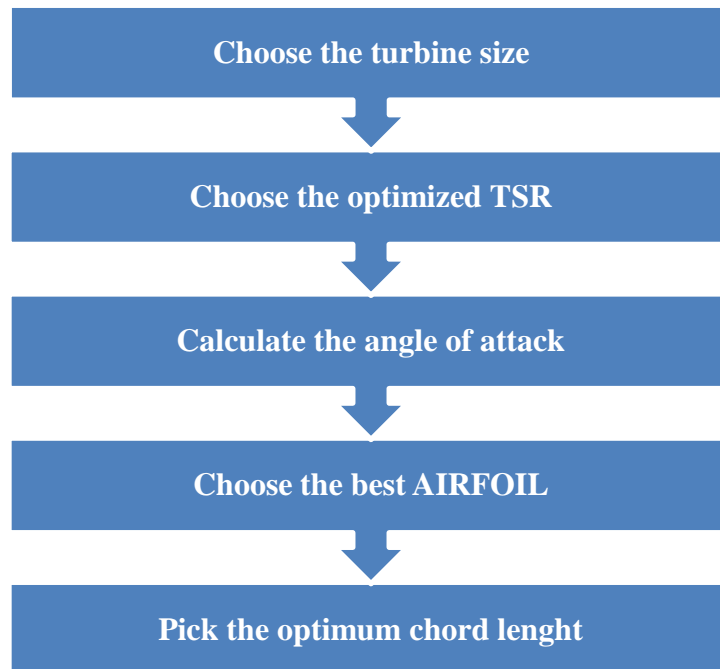 Choose the turbine size
Choose the optimized TSR
Calculate the angle of attack
Choose the best AIRFOIL
Pick the optimum chord lenght